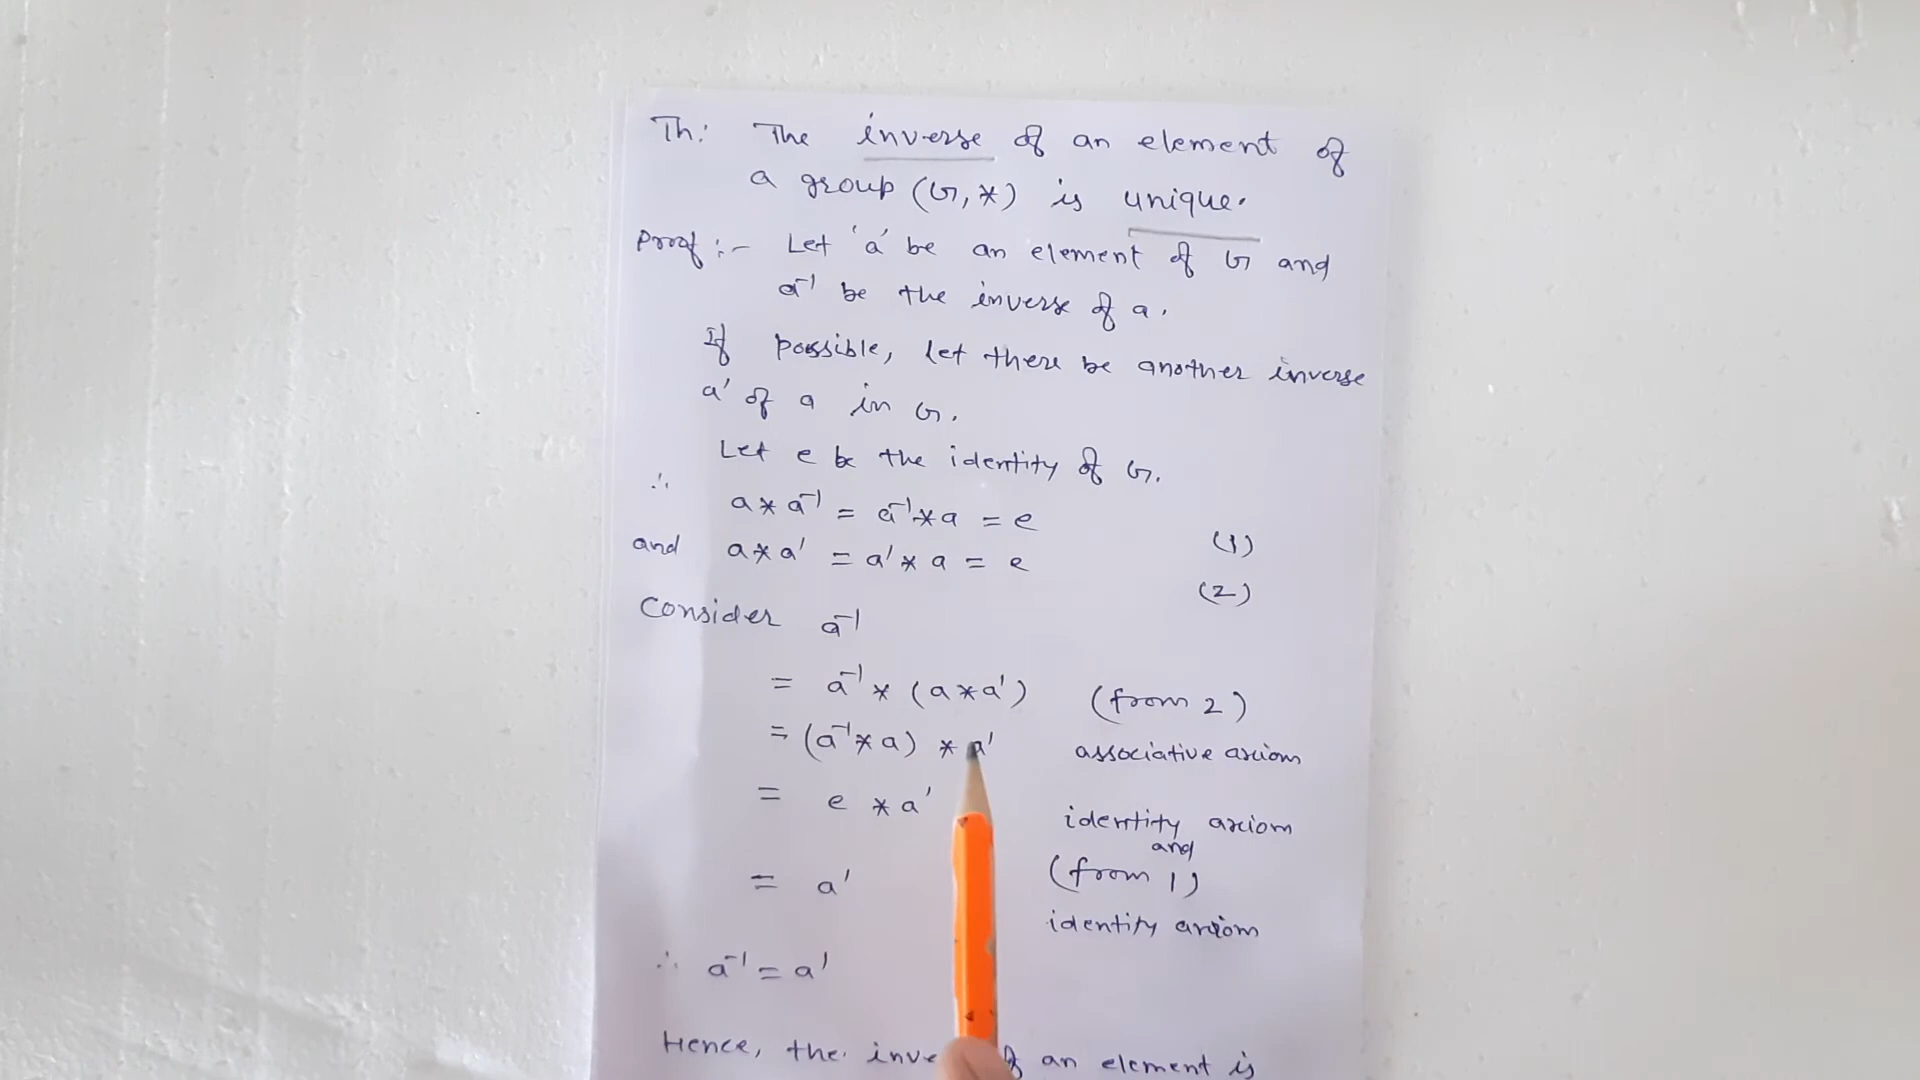 Th: The inverse of an element of
a group (G, *) is unique.
Proof :- Let 'a' be an element of G and
a⁻¹ be the inverse of a.
If possible, let there be another inverse
a' of a in G.
Let e be the identity of G.
∴ a * a⁻¹ = a⁻¹ * a = e (1)
and a * a' = a' * a = e (2)
Consider a⁻¹
= a⁻¹ * (a * a') (from 2)
= (a⁻¹ * a) * a' associative axiom
= e * a' identity axiom
and
(from 1)
= a' identity axiom
∴ a⁻¹ = a'
Hence, the of an element is